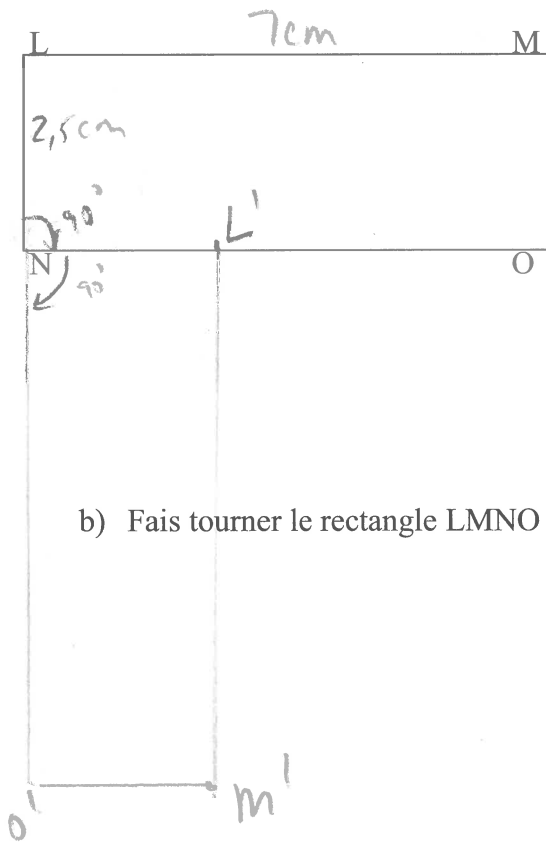 7cm
L M
2,5cm
90°
L'
N O
90°
b) Fais tourner le rectangle LMNO
O' m'